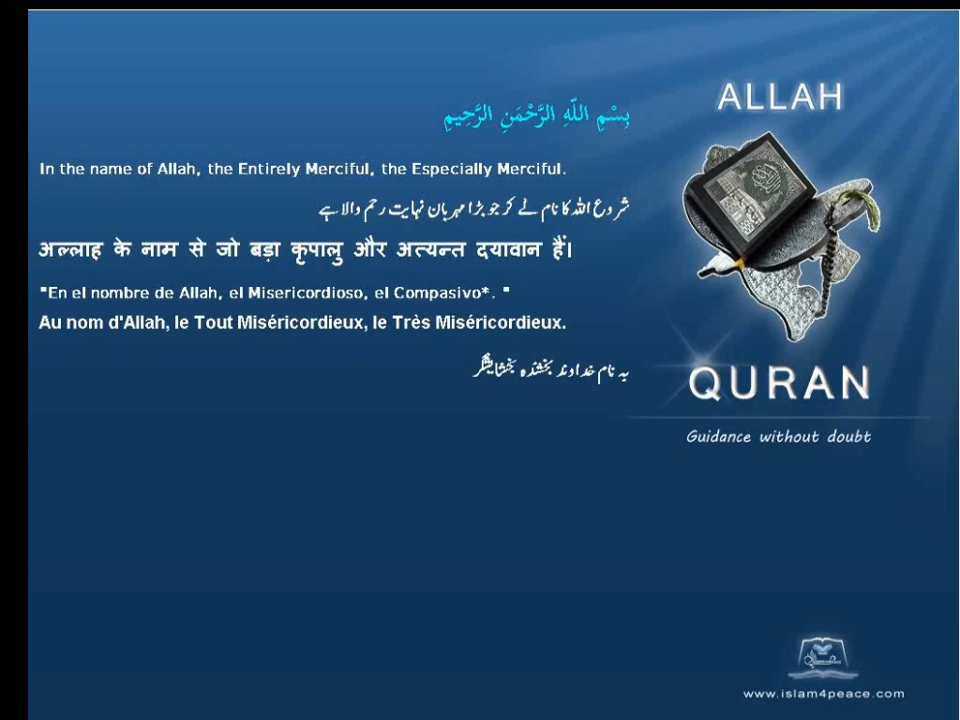 بِسْمِ اللَّهِ الرَّحْمَنِ الرَّحِيمِ
In the name of Allah, the Entirely Merciful, the Especially Merciful.
شروع الله کا نام لے کر جو بڑا مہربان نہایت رحم والا ہے
अल्लाह के नाम से जो बड़ा कृपालु और अत्यन्त दयावान हैं।
"En el nombre de Allah, el Misericordioso, el Compasivo*. "
Au nom d'Allah, le Tout Miséricordieux, le Très Miséricordieux.
به نام خداوند بخشنده بخشایشگر
ALLAH
QURAN
Guidance without doubt
www.islam4peace.com